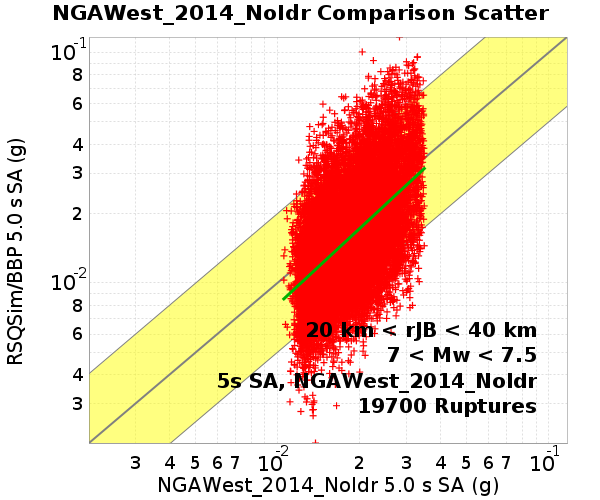 NGAWest_2014_NoIdr Comparison Scatter
RSQSim/BBP 5.0 s SA (g)
10-1
8
6
4
3
2
10-2
8
6
4
3
20 km < rJB < 40 km
7 < Mw < 7.5
5s SA, NGAWest_2014_NoIdr
19700 Ruptures
3 4 5 6 7 10-2 2 3 4 5 6 7 10-1
NGAWest_2014_NoIdr 5.0 s SA (g)